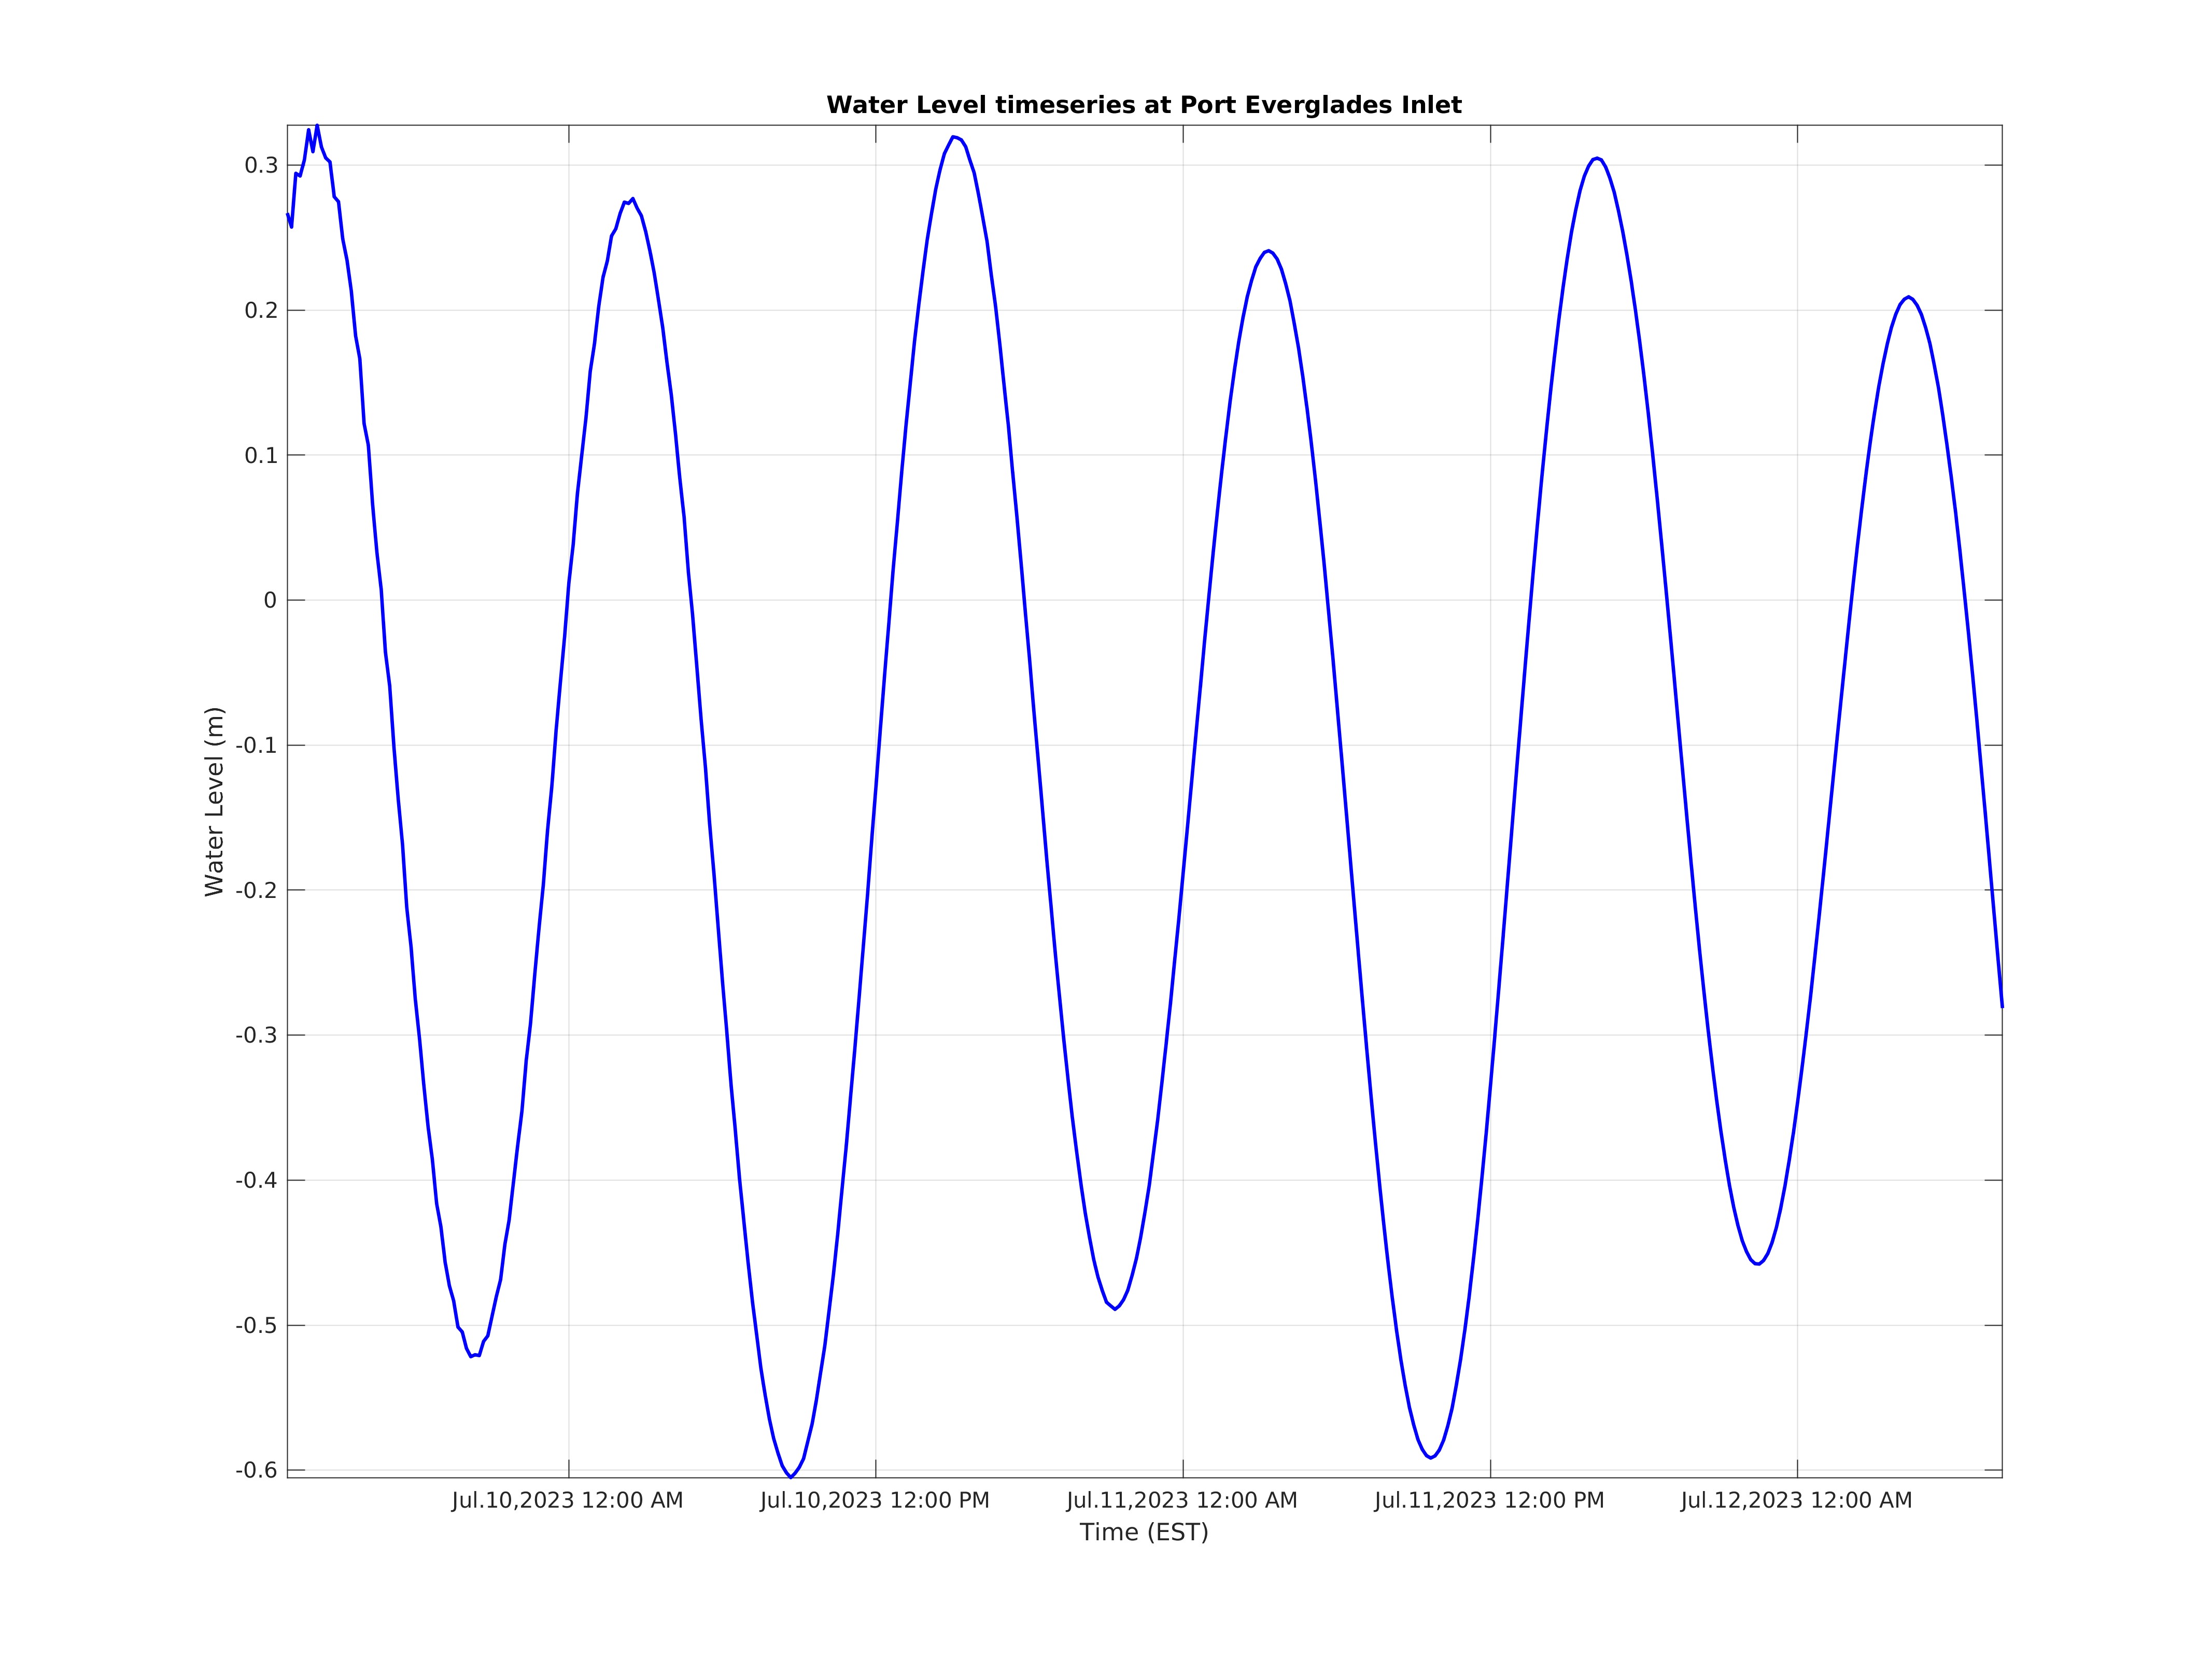 Water Level timeseries at Port Everglades Inlet
0.3
0.2
0.1
0
-0.1
-0.2
-0.3
-0.4
-0.5
-0.6
Water Level (m)
Jul.10,2023 12:00 AM
Jul.10,2023 12:00 PM
Jul.11,2023 12:00 AM
Jul.11,2023 12:00 PM
Jul.12,2023 12:00 AM
Time (EST)